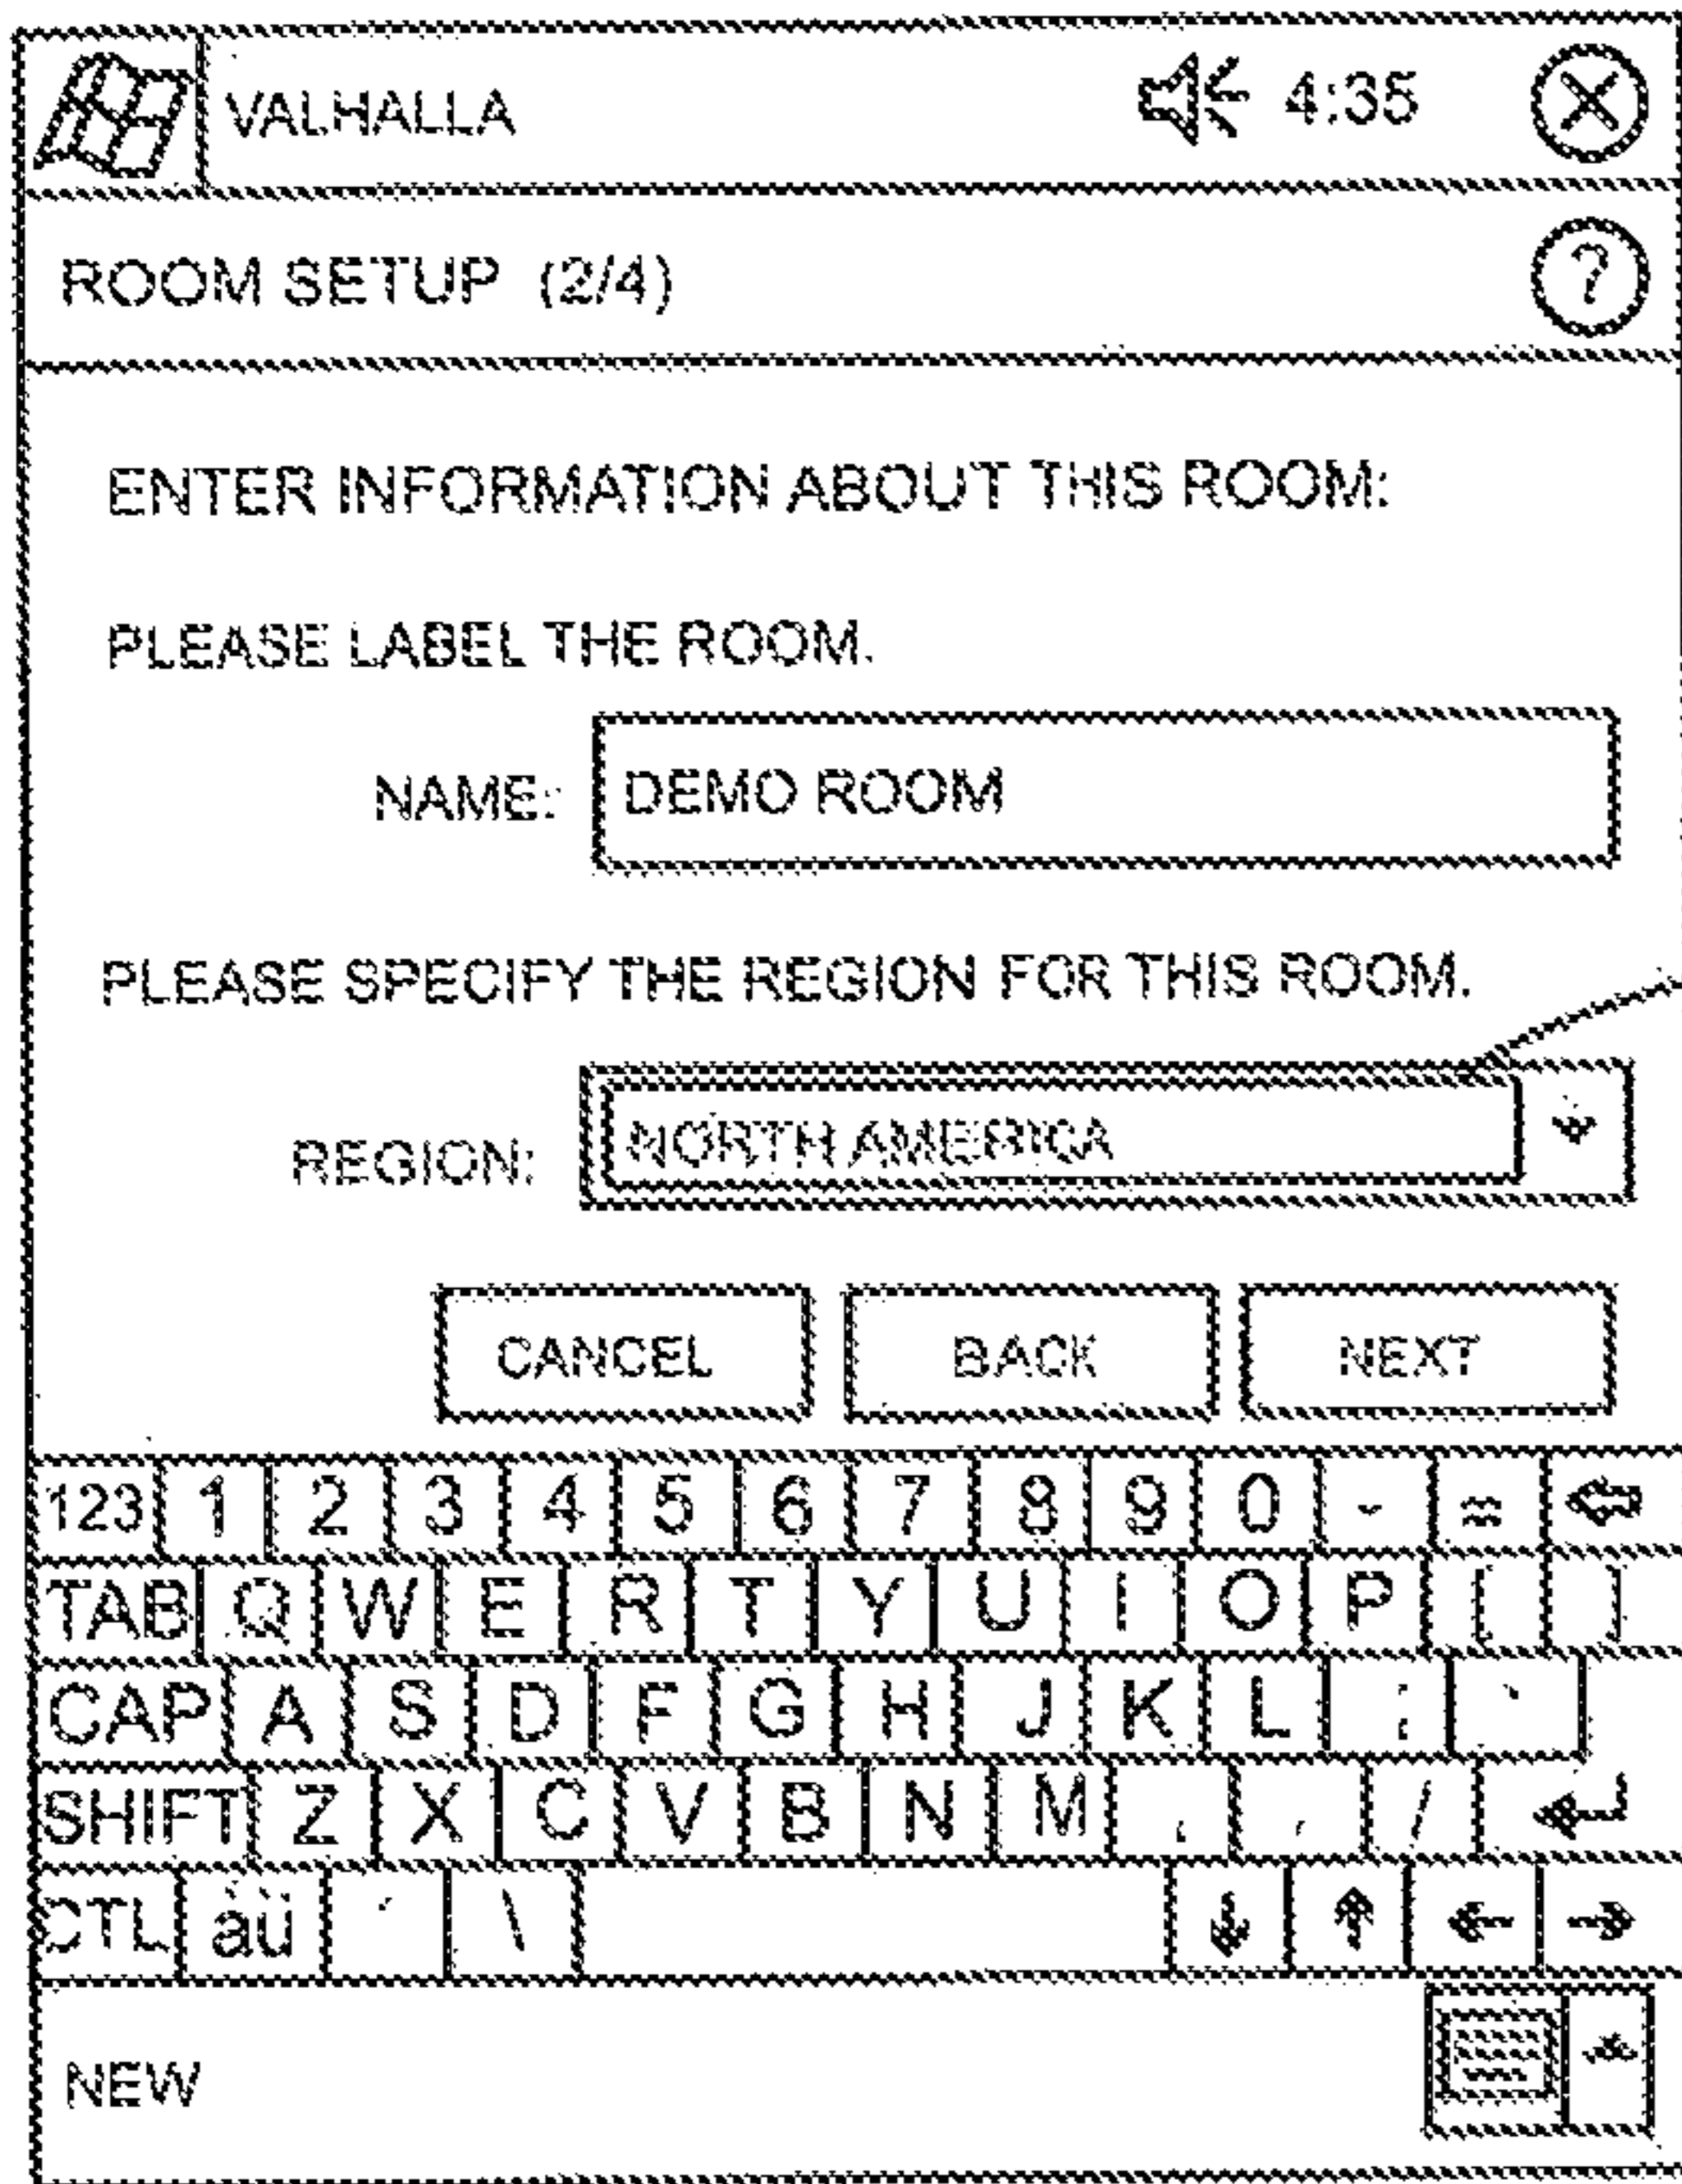 VALHALLA 4:35
ROOM SETUP (2/4) ?
ENTER INFORMATION ABOUT THIS ROOM:
PLEASE LABEL THE ROOM.
NAME: DEMO ROOM
PLEASE SPECIFY THE REGION FOR THIS ROOM.
REGION: NORTH AMERICA
CANCEL BACK NEXT
123 1 2 3 4 5 6 7 8 9 0 - =
TAB Q W E R T Y U I O P [ ]
CAP A S D F G H J K L ; '
SHIFT Z X C V B N M , . /
CTL áü ` \
NEW